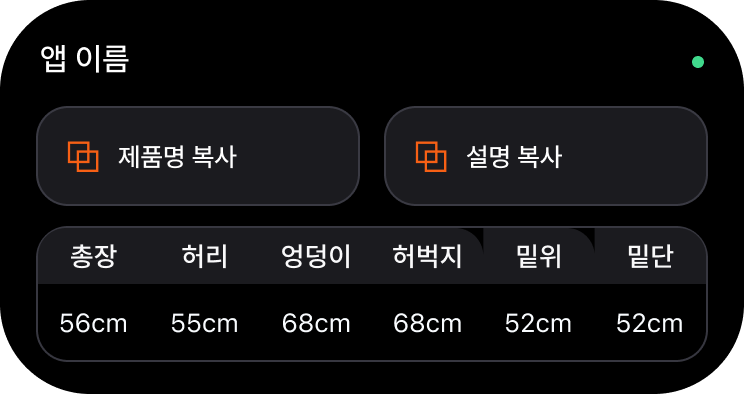 앱 이름
제품명 복사 설명 복사
총장 허리 엉덩이 허벅지 밑위 밑단
56cm 55cm 68cm 68cm 52cm 52cm